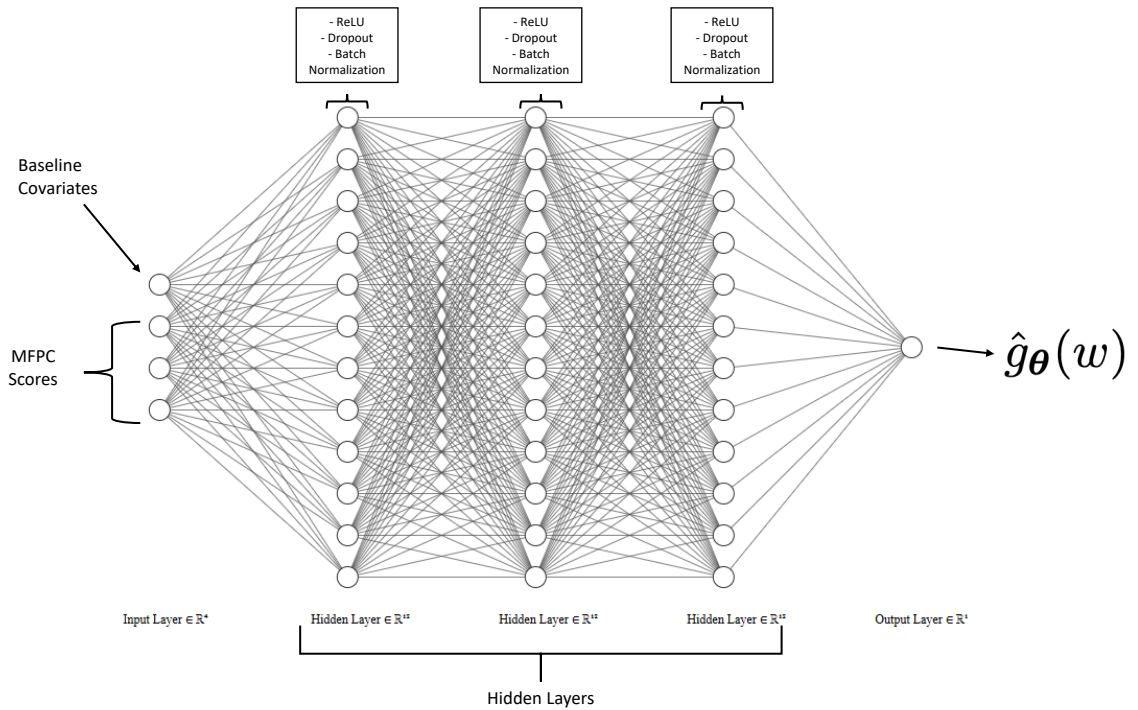 - ReLU
- Dropout
- Batch
Normalization
- ReLU
- Dropout
- Batch
Normalization
- ReLU
- Dropout
- Batch
Normalization
Baseline
Covariates
MFPC
Scores
ĝ_θ(w)
Input Layer ∈ ℝ⁴
Hidden Layer ∈ ℝ¹²
Hidden Layer ∈ ℝ¹²
Hidden Layer ∈ ℝ¹²
Output Layer ∈ ℝ¹
Hidden Layers